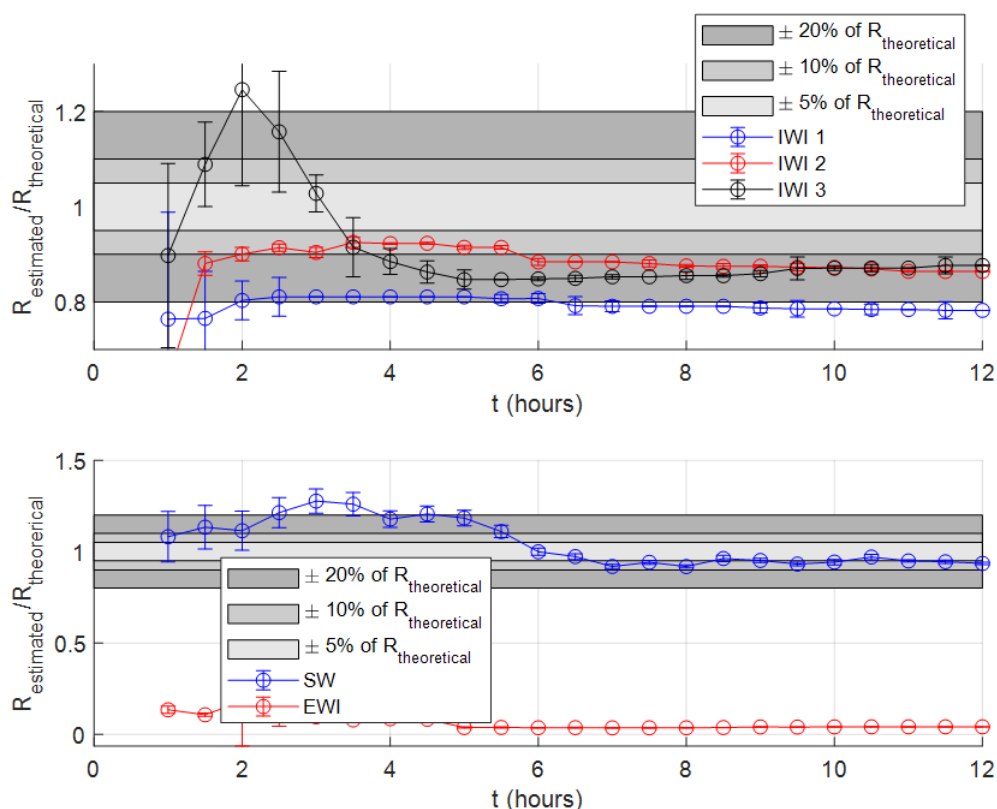 ± 20% of R_theoretical
± 10% of R_theoretical
± 5% of R_theoretical
IWI 1
IWI 2
IWI 3
1.2
1
0.8
R_estimated/R_theoretical
0 2 4 6 8 10 12
t (hours)
1.5
1
0.5
0
R_estimated/R_theorerical
± 20% of R_theoretical
± 10% of R_theoretical
± 5% of R_theoretical
SW
EWI
0 2 4 6 8 10 12
t (hours)